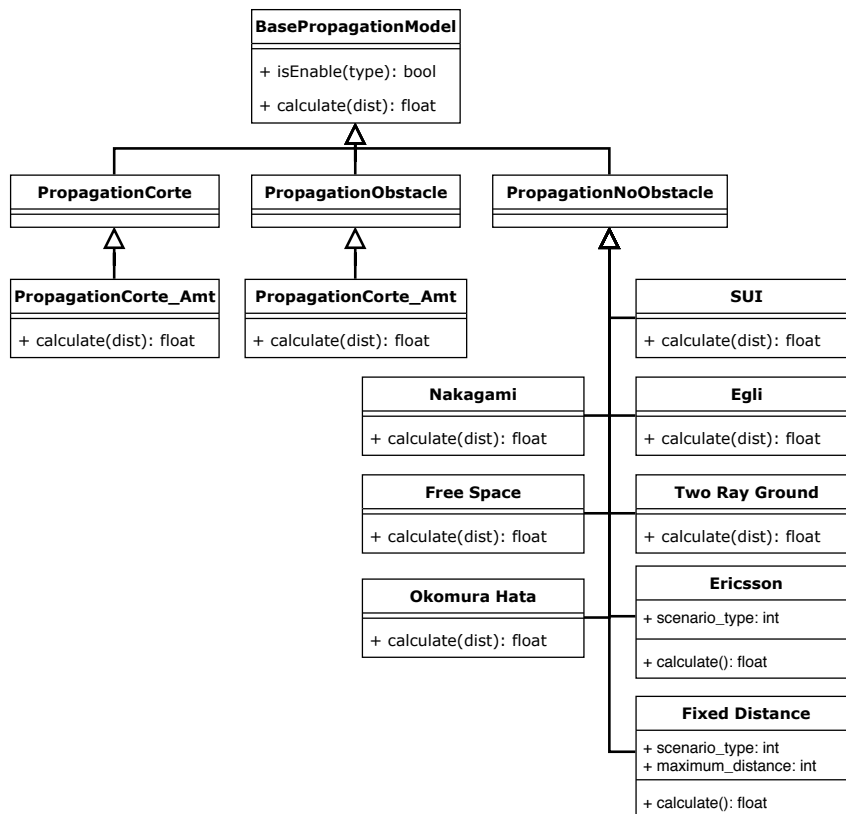 BasePropagationModel
+ isEnable(type): bool
+ calculate(dist): float
PropagationCorte
PropagationObstacle
PropagationNoObstacle
PropagationCorte_Amt
+ calculate(dist): float
PropagationCorte_Amt
+ calculate(dist): float
SUI
+ calculate(dist): float
Nakagami
+ calculate(dist): float
Egli
+ calculate(dist): float
Free Space
+ calculate(dist): float
Two Ray Ground
+ calculate(dist): float
Okomura Hata
+ calculate(dist): float
Ericsson
+ scenario_type: int
+ calculate(): float
Fixed Distance
+ scenario_type: int
+ maximum_distance: int
+ calculate(): float